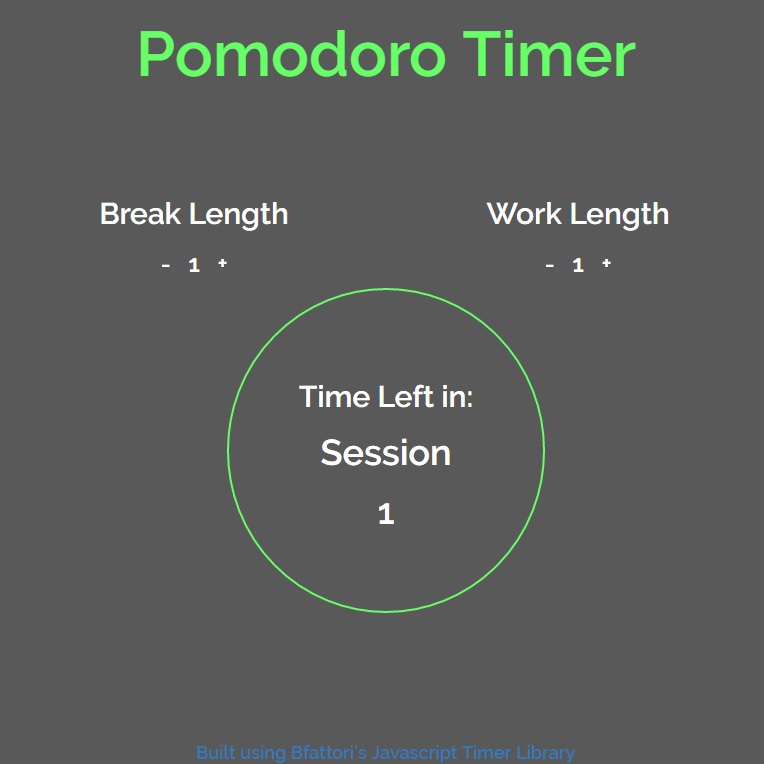 Pomodoro Timer
Break Length
Work Length
- 1 +
- 1 +
Time Left in:
Session
1
Built using Bfattori's Javascript Timer Library